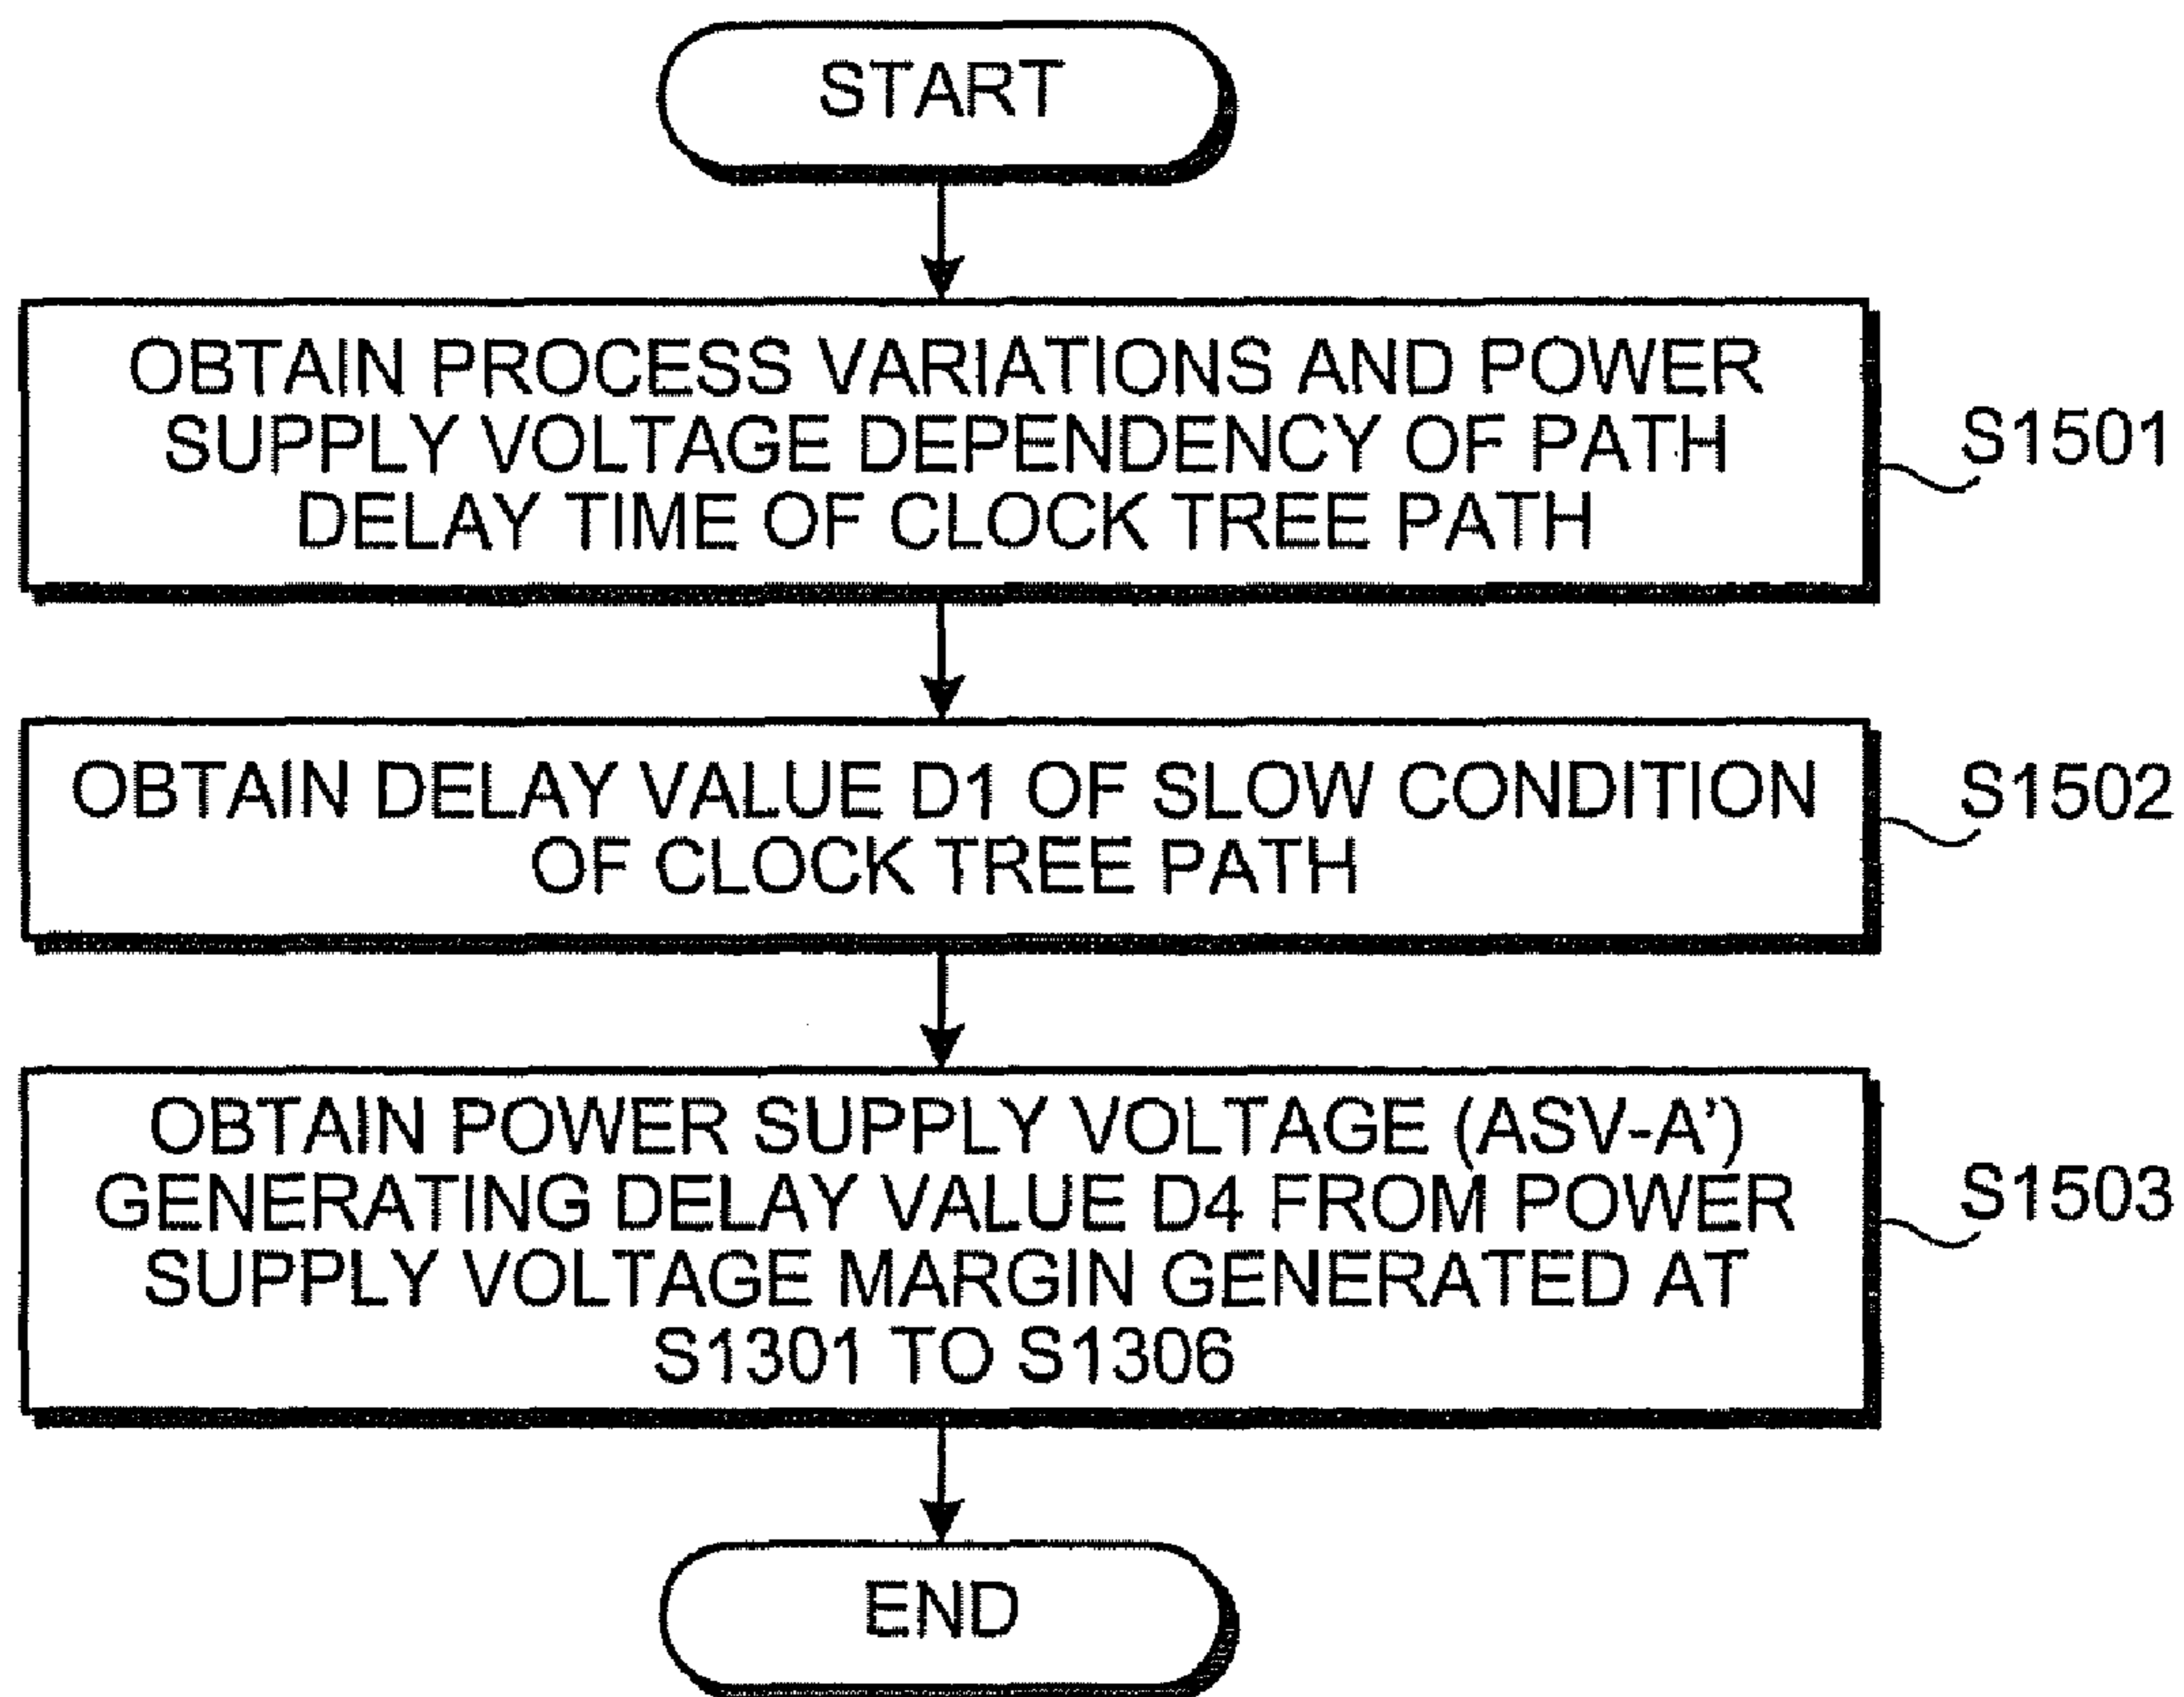 START
OBTAIN PROCESS VARIATIONS AND POWER
SUPPLY VOLTAGE DEPENDENCY OF PATH
DELAY TIME OF CLOCK TREE PATH
S1501
OBTAIN DELAY VALUE D1 OF SLOW CONDITION
OF CLOCK TREE PATH
S1502
OBTAIN POWER SUPPLY VOLTAGE (ASV-A’)
GENERATING DELAY VALUE D4 FROM POWER
SUPPLY VOLTAGE MARGIN GENERATED AT
S1301 TO S1306
S1503
END